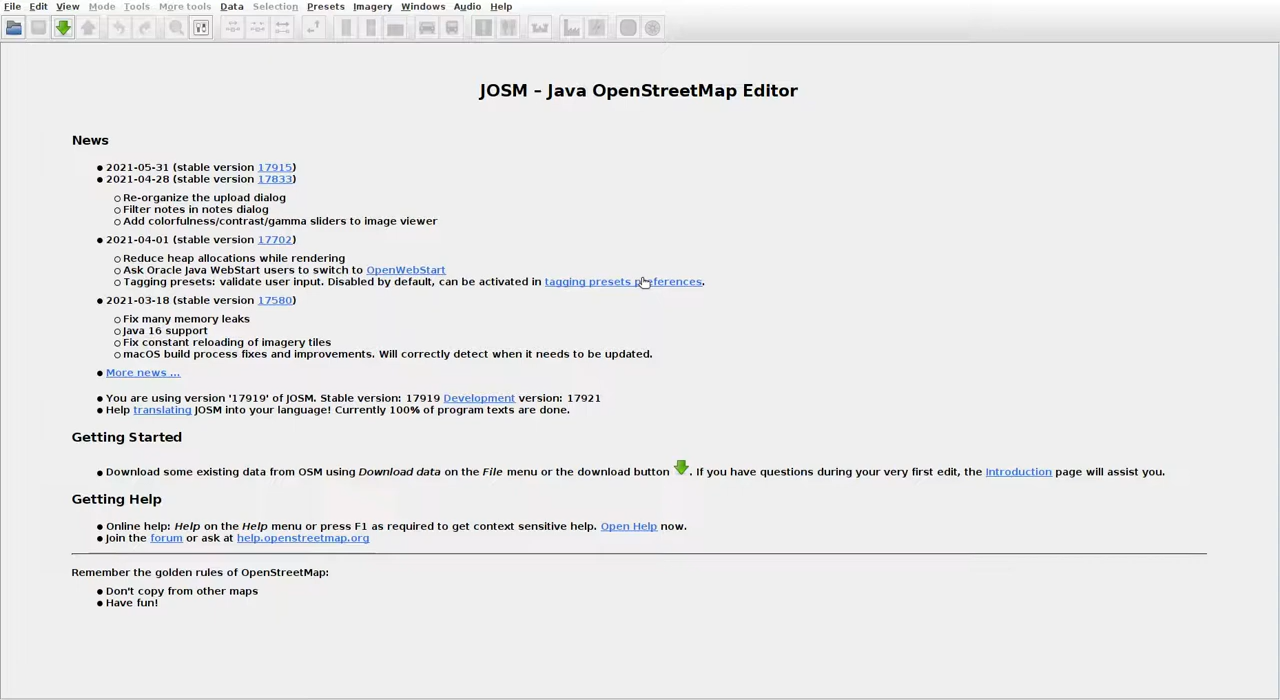 File Edit View Mode Tools More tools Data Selection Presets Imagery Windows Audio Help
JOSM – Java OpenStreetMap Editor
News
2021-05-31 (stable version 17915)
2021-04-28 (stable version 17833)
Re-organize the upload dialog
Filter notes in notes dialog
Add colorfulness/contrast/gamma sliders to image viewer
2021-04-01 (stable version 17702)
Reduce heap allocations while rendering
Ask Oracle Java WebStart users to switch to OpenWebStart
Tagging presets: validate user input. Disabled by default, can be activated in tagging presets preferences.
2021-03-18 (stable version 17580)
Fix many memory leaks
Java 16 support
Fix constant reloading of imagery tiles
macOS build process fixes and improvements. Will correctly detect when it needs to be updated.
More news ...
You are using version '17919' of JOSM. Stable version: 17919 Development version: 17921
Help translating JOSM into your language! Currently 100% of program texts are done.
Getting Started
Download some existing data from OSM using Download data on the File menu or the download button . If you have questions during your very first edit, the Introduction page will assist you.
Getting Help
Online help: Help on the Help menu or press F1 as required to get context sensitive help. Open Help now.
Join the forum or ask at help.openstreetmap.org
Remember the golden rules of OpenStreetMap:
Don't copy from other maps
Have fun!